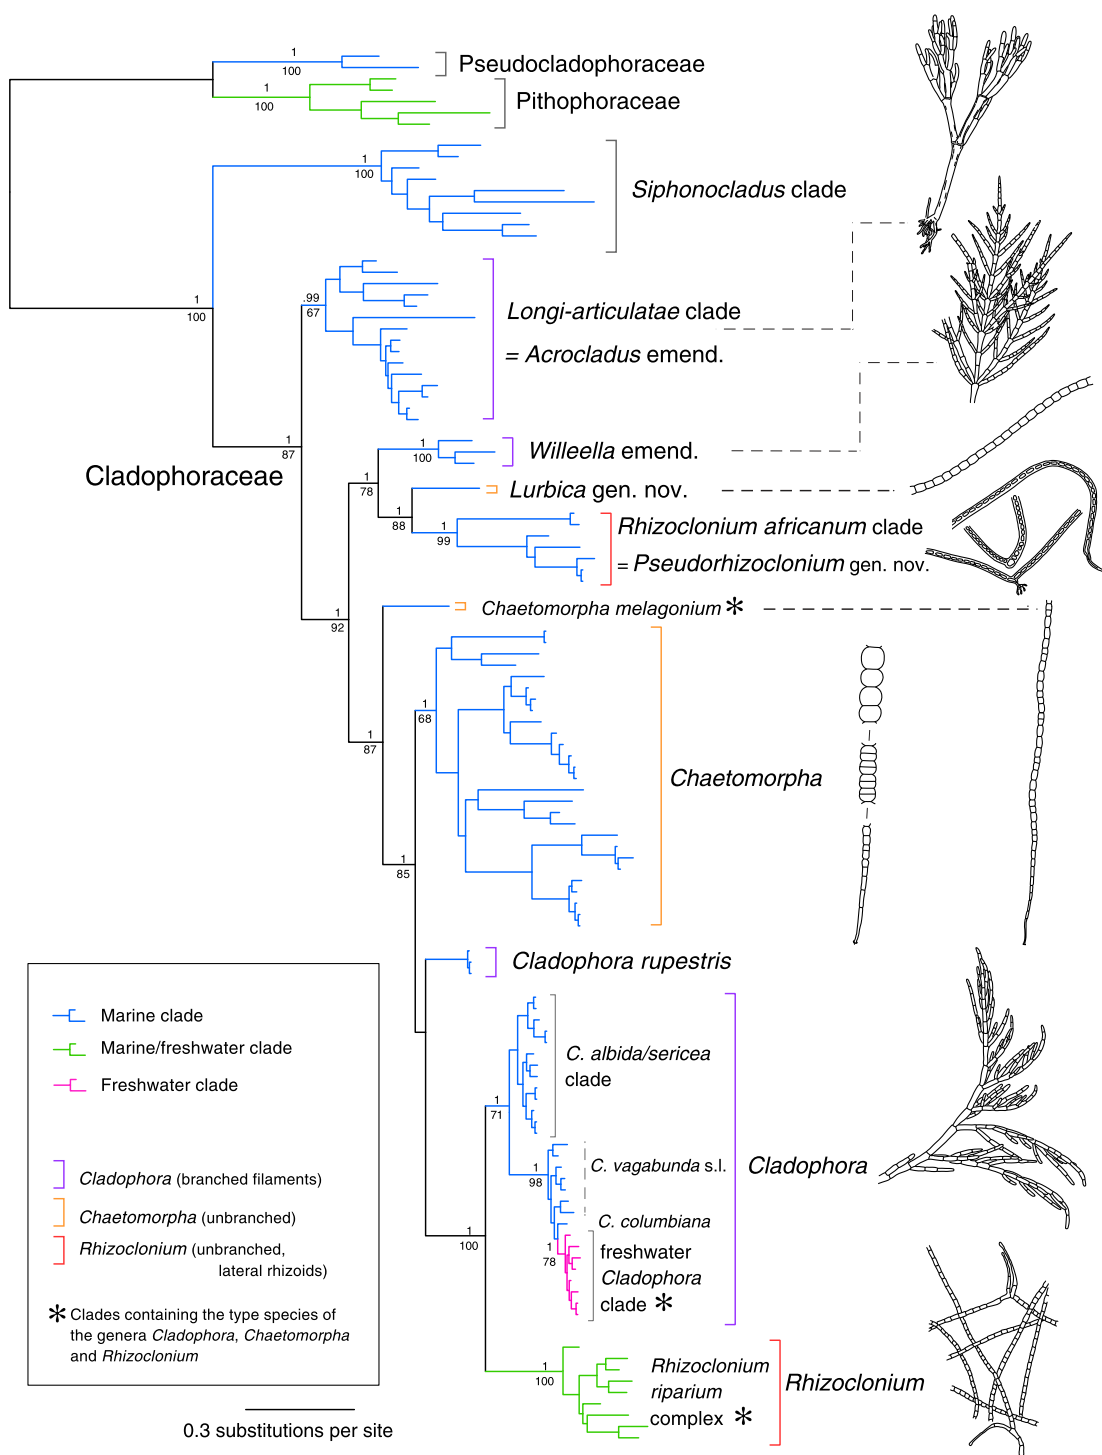 1
100
Pseudocladophoraceae
1
100
Pithophoraceae
1
100
Siphonocladus clade
1
100
.99
67
Longi-articulatae clade
= Acrocladus emend.
1
87
Cladophoraceae
1
100
Willeella emend.
1
78
Lurbica gen. nov.
1
88
1
99
Rhizoclonium africanum clade
= Pseudorhizoclonium gen. nov.
1
92
Chaetomorpha melagonium *
1
68
1
87
Chaetomorpha
1
85
Cladophora rupestris
C. albida/sericea
clade
1
71
1
98
C. vagabunda s.l.
Cladophora
C. columbiana
1
78
freshwater
Cladophora
clade *
1
100
1
100
Rhizoclonium
riparium
complex *
Rhizoclonium
Marine clade
Marine/freshwater clade
Freshwater clade
Cladophora (branched filaments)
Chaetomorpha (unbranched)
Rhizoclonium (unbranched,
lateral rhizoids)
* Clades containing the type species of
the genera Cladophora, Chaetomorpha
and Rhizoclonium
0.3 substitutions per site